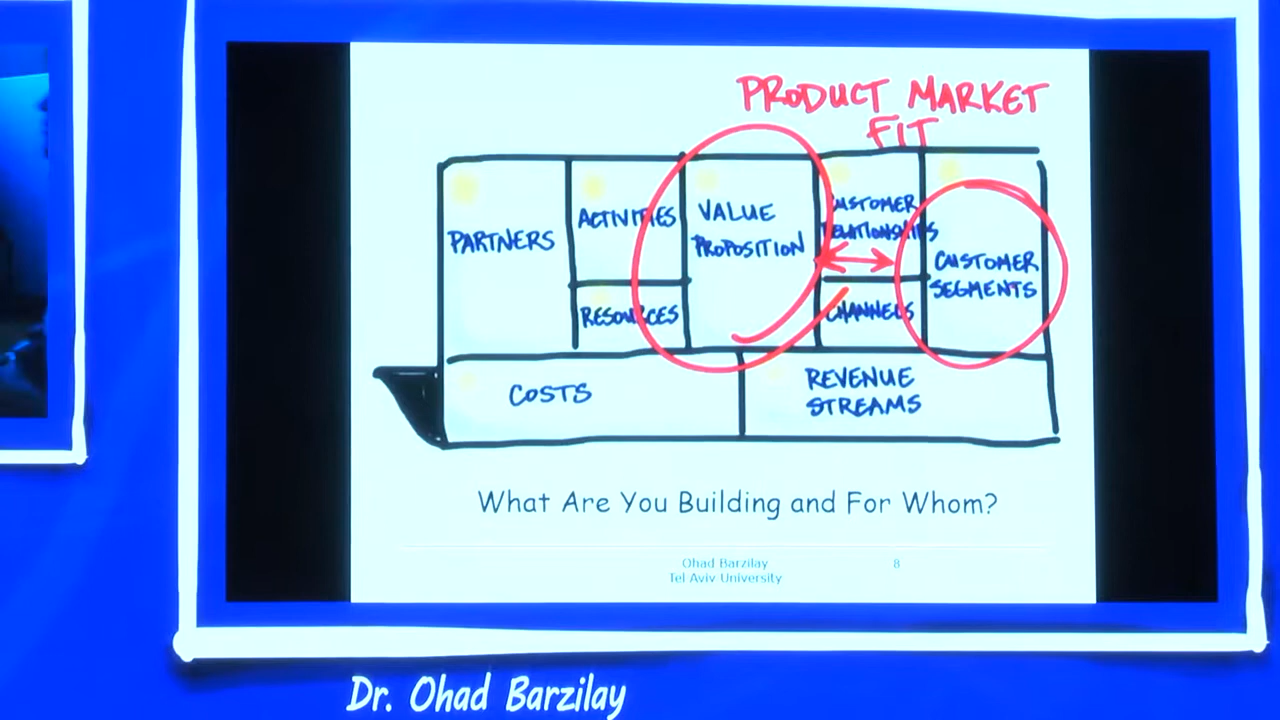 PRODUCT MARKET
FIT
PARTNERS
ACTIVITIES
RESOURCES
VALUE
PROPOSITION
CUSTOMER
RELATIONSHIPS
CHANNELS
CUSTOMER
SEGMENTS
COSTS
REVENUE
STREAMS
What Are You Building and For Whom?
Ohad Barzilay
8
Tel Aviv University
Dr. Ohad Barzilay